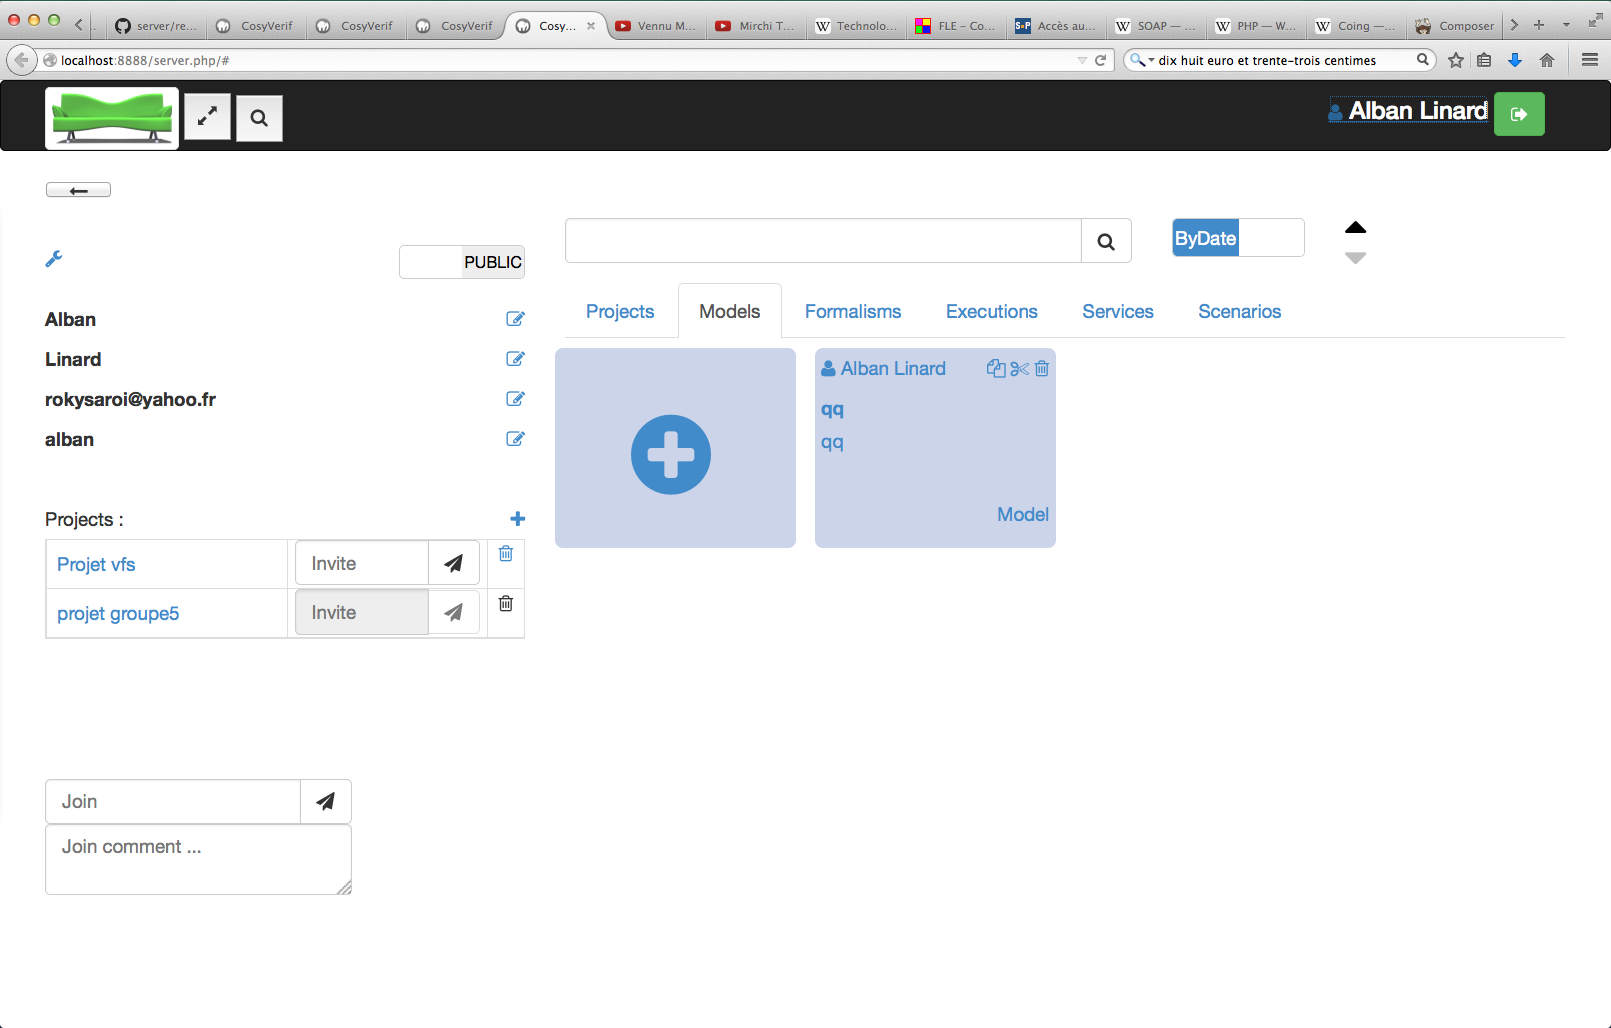 server/re...
CosyVerif
CosyVerif
CosyVerif
Cosy...
Vennu M...
Mirchi T...
Technolo...
FLE - Co...
S=P
Accès au...
SOAP — ...
PHP — W...
Coing —...
Composer
localhost:8888/server.php/#
dix huit euro et trente-trois centimes
Alban Linard
PUBLIC
ByDate
Alban
Linard
rokysaroi@yahoo.fr
alban
Projects Models Formalisms Executions Services Scenarios
Alban Linard
qq
qq
Model
Projects :
Projet vfs Invite
projet groupe5 Invite
Join
Join comment ...